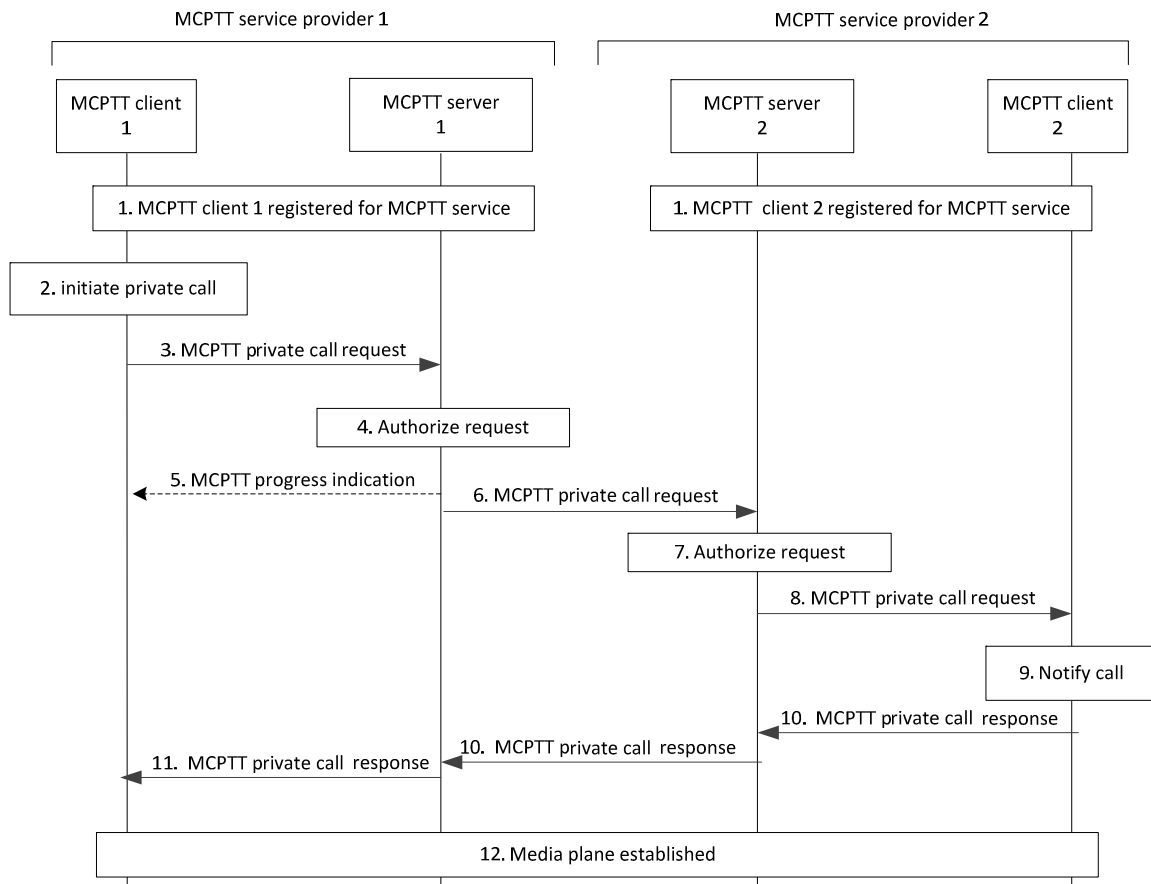 MCPTT service provider 1
MCPTT service provider 2
MCPTT client
1
MCPTT server
1
MCPTT server
2
MCPTT client
2
1. MCPTT client 1 registered for MCPTT service
1. MCPTT client 2 registered for MCPTT service
2. initiate private call
3. MCPTT private call request
4. Authorize request
5. MCPTT progress indication
6. MCPTT private call request
7. Authorize request
8. MCPTT private call request
9. Notify call
10. MCPTT private call response
10. MCPTT private call response
11. MCPTT private call response
12. Media plane established